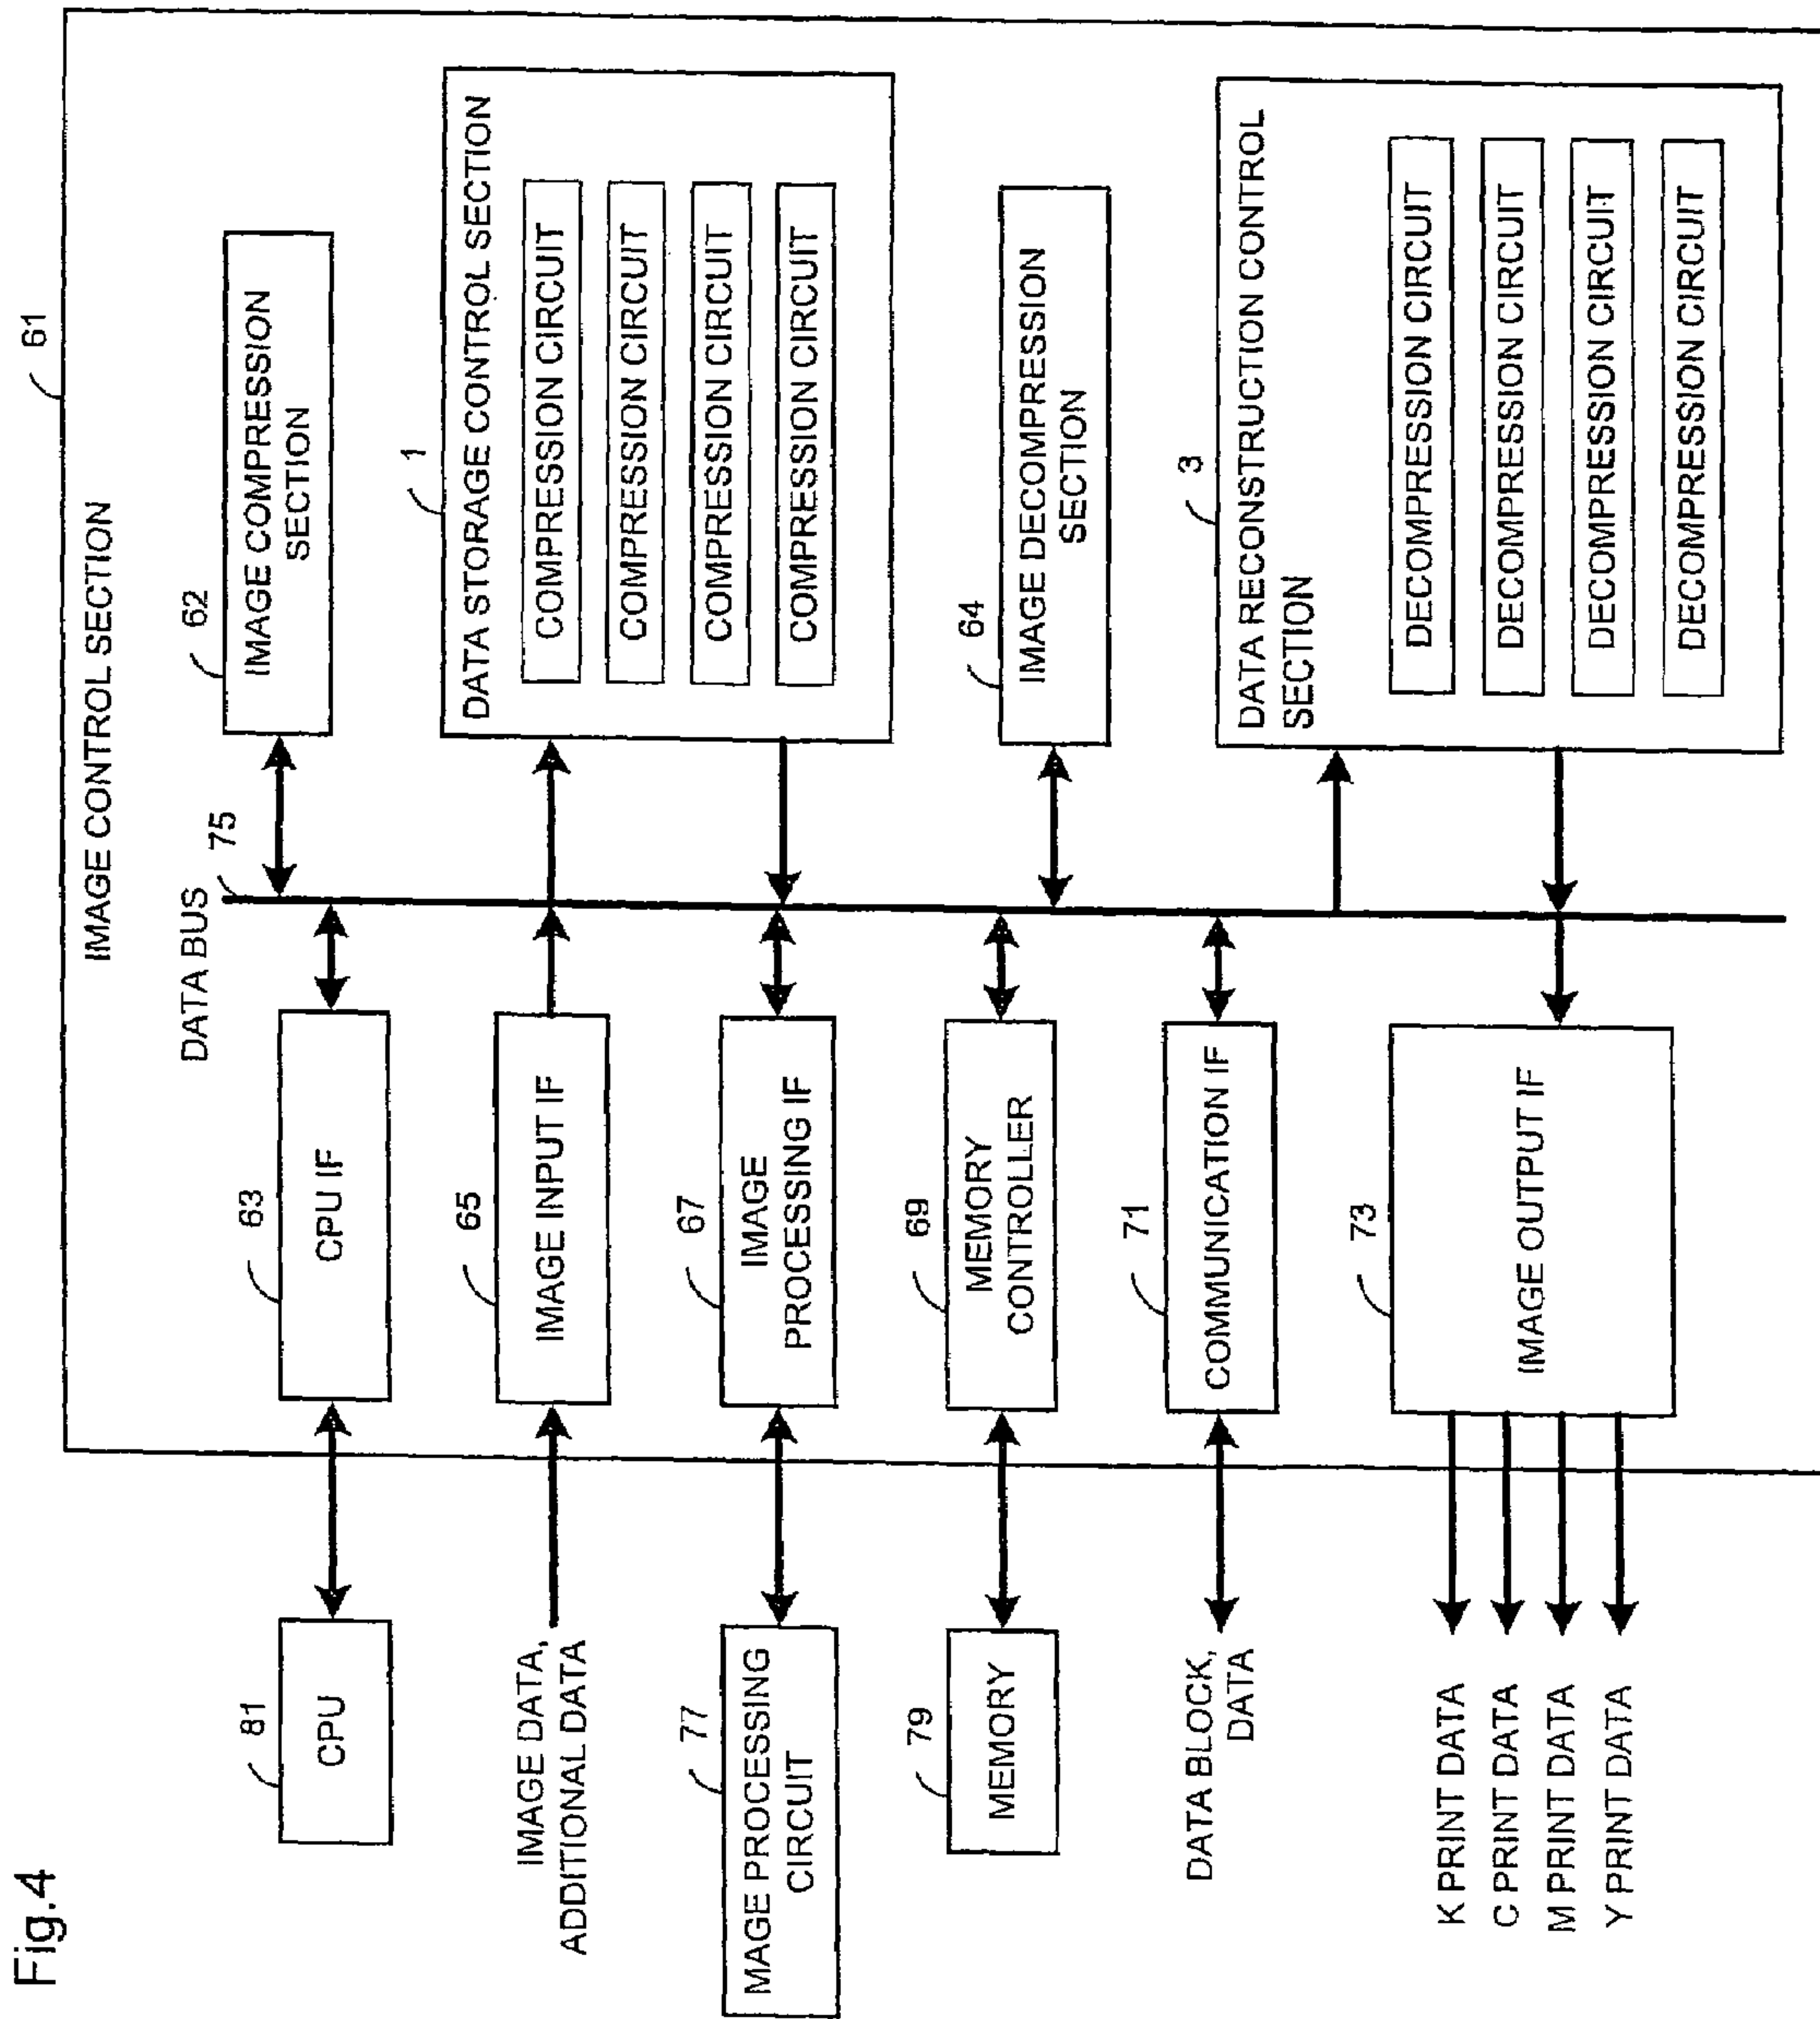 Fig.4
61
IMAGE CONTROL SECTION
DATA BUS
75
81
CPU
63
CPU IF
62
IMAGE COMPRESSION
SECTION
IMAGE DATA,
ADDITIONAL DATA
65
IMAGE INPUT IF
1
DATA STORAGE CONTROL SECTION
COMPRESSION CIRCUIT
COMPRESSION CIRCUIT
COMPRESSION CIRCUIT
COMPRESSION CIRCUIT
77
MAGE PROCESSING
CIRCUIT
67
IMAGE
PROCESSING IF
79
MEMORY
69
MEMORY
CONTROLLER
64
IMAGE DECOMPRESSION
SECTION
DATA BLOCK,
DATA
71
COMMUNICATION IF
3
DATA RECONSTRUCTION CONTROL
SECTION
DECOMPRESSION CIRCUIT
DECOMPRESSION CIRCUIT
DECOMPRESSION CIRCUIT
DECOMPRESSION CIRCUIT
73
IMAGE OUTPUT IF
K PRINT DATA
C PRINT DATA
M PRINT DATA
Y PRINT DATA